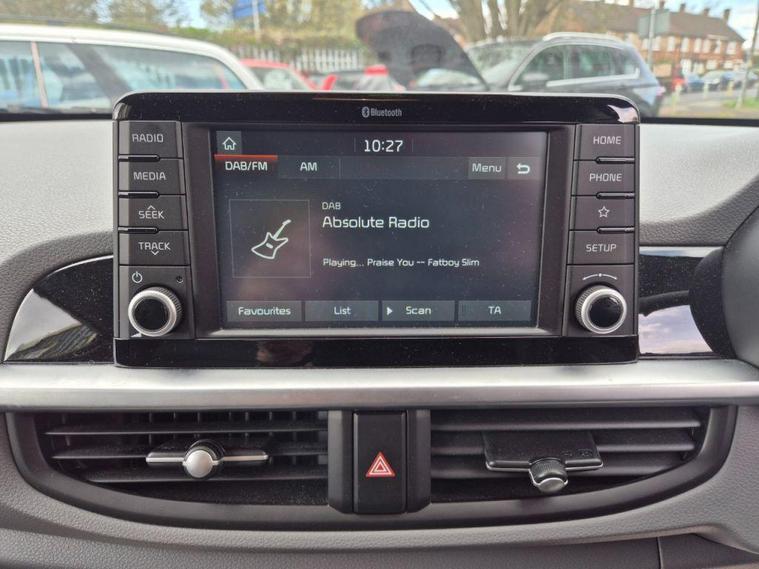 Bluetooth
RADIO
MEDIA
SEEK
TRACK
10:27
DAB/FM AM Menu
DAB
Absolute Radio
Playing... Praise You -- Fatboy Slim
Favourites List Scan TA
HOME
PHONE
SETUP